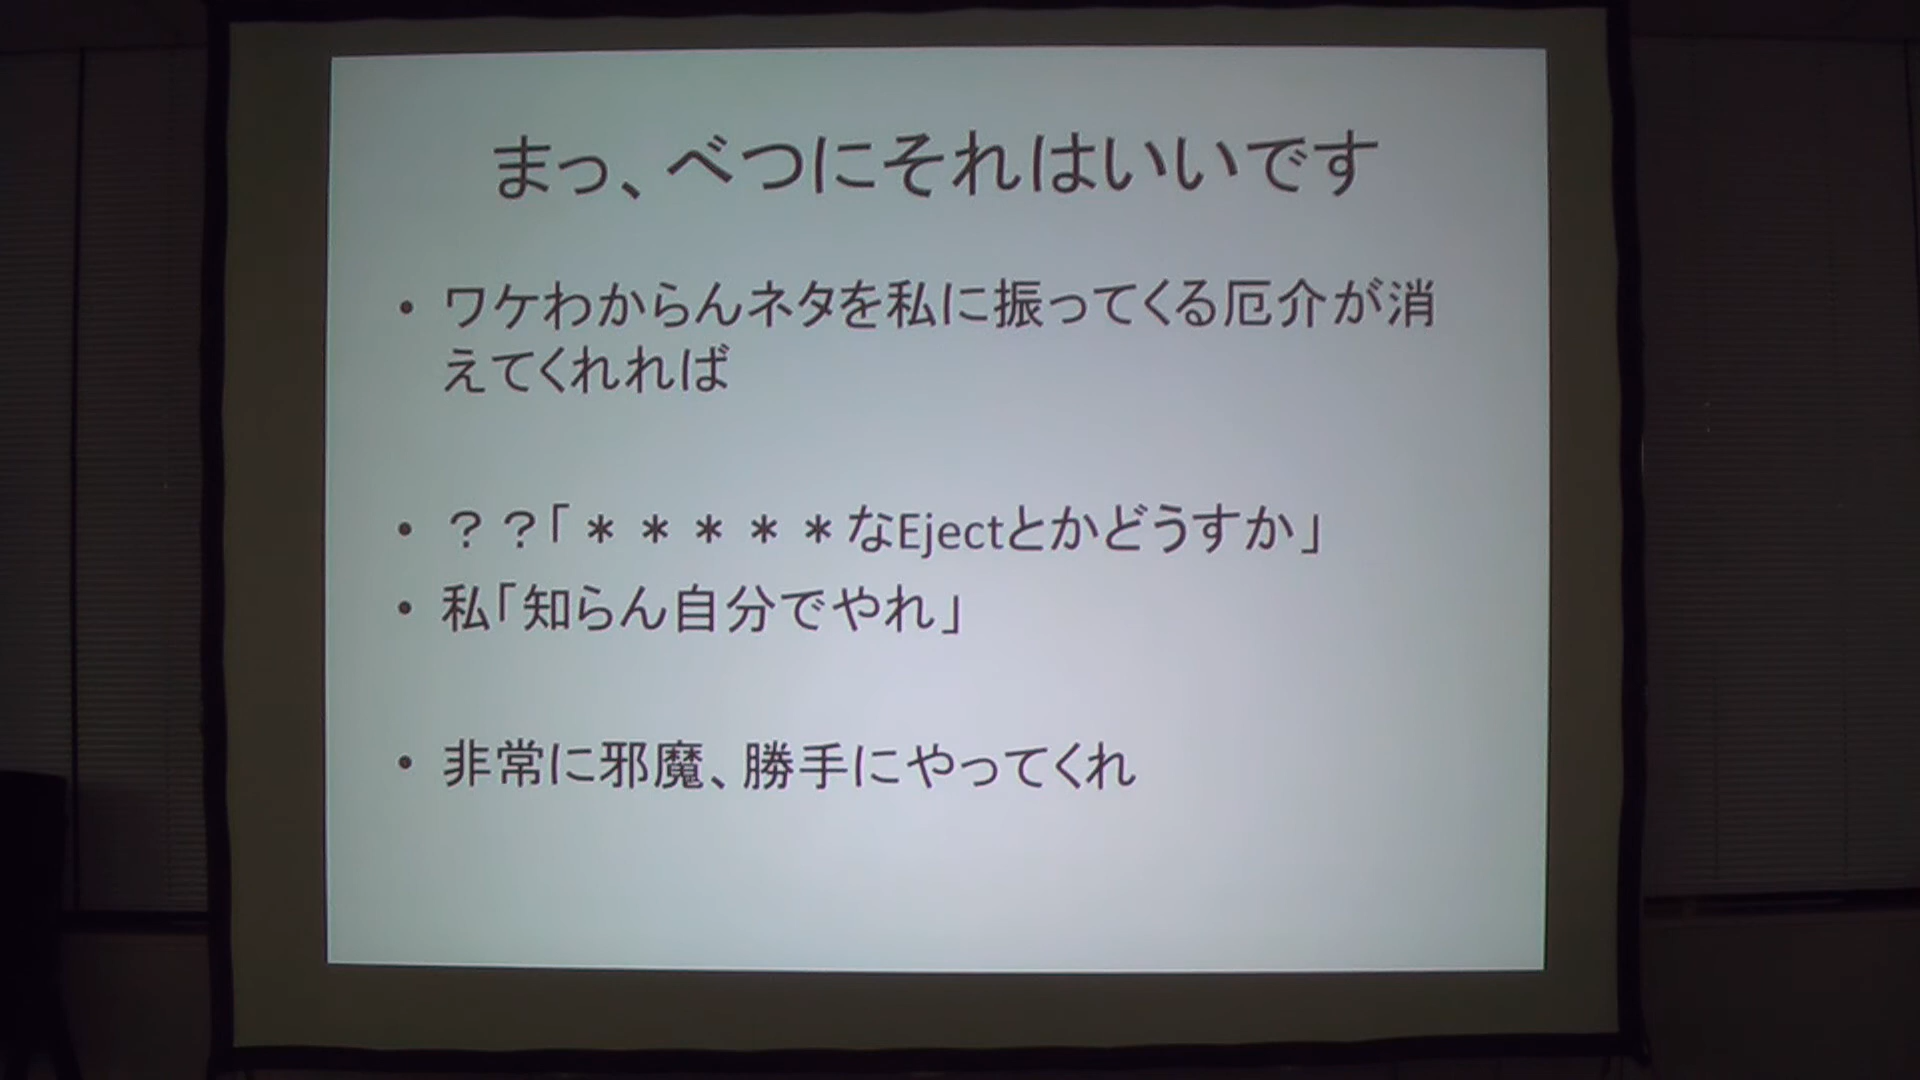 まっ、べつにそれはいいです
• ワケわからんネタを私に振ってくる厄介が消
えてくれれば
• ？？「＊＊＊＊＊なEjectとかどうすか」
• 私「知らん自分でやれ」
• 非常に邪魔、勝手にやってくれ